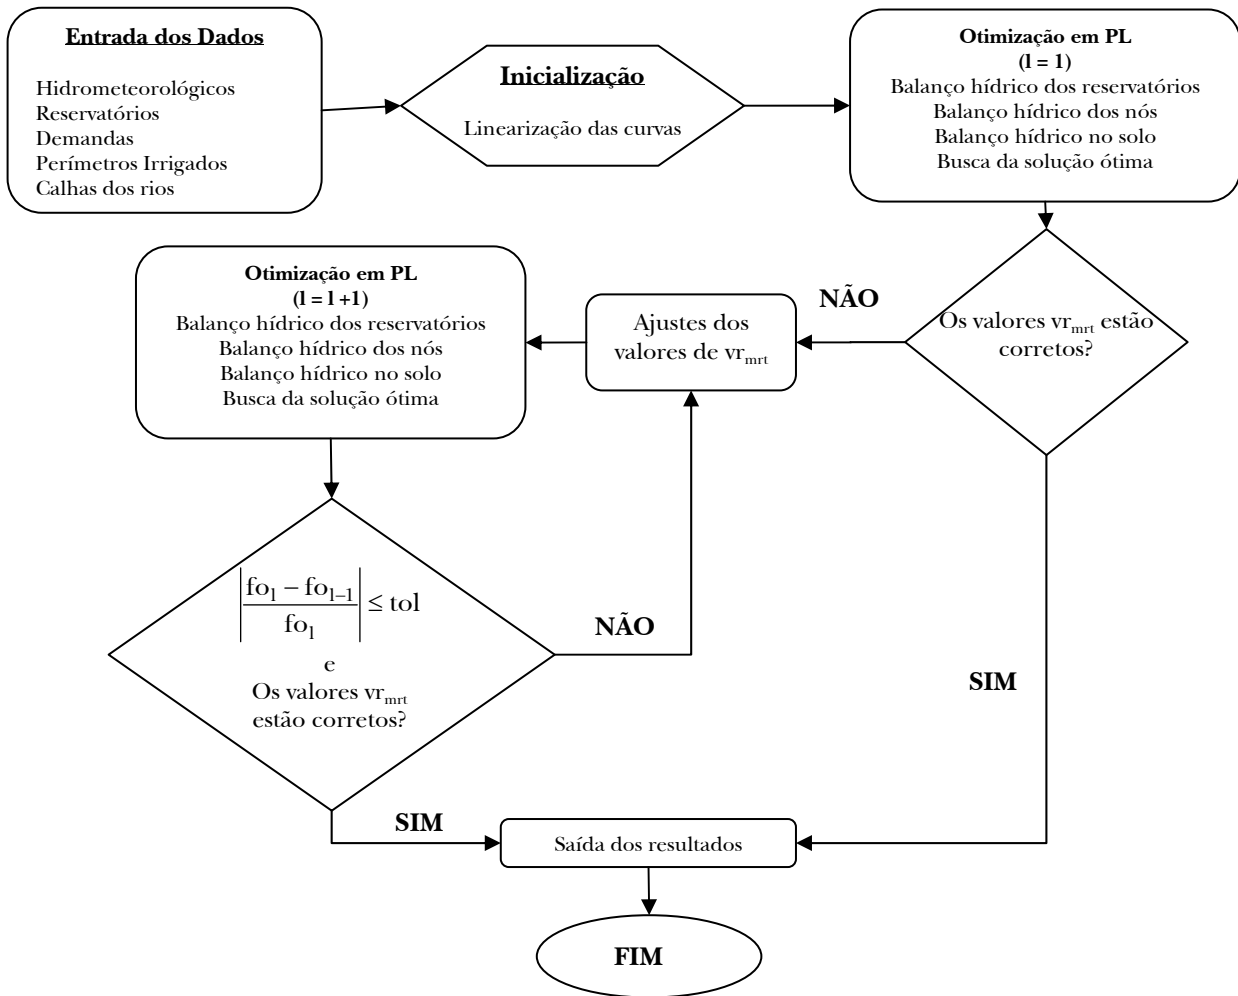 Entrada dos Dados
Hidrometeorológicos
Reservatórios
Demandas
Perímetros Irrigados
Calhas dos rios
Inicialização
Linearização das curvas
Otimização em PL
(l = 1)
Balanço hídrico dos reservatórios
Balanço hídrico dos nós
Balanço hídrico no solo
Busca da solução ótima
Os valores vr_mrt estão
corretos?
NÃO
SIM
Ajustes dos
valores de vr_mrt
Otimização em PL
(l = l +1)
Balanço hídrico dos reservatórios
Balanço hídrico dos nós
Balanço hídrico no solo
Busca da solução ótima
|fo_l − fo_l−1 / fo_l| ≤ tol
e
Os valores vr_mrt
estão corretos?
NÃO
SIM
Saída dos resultados
FIM